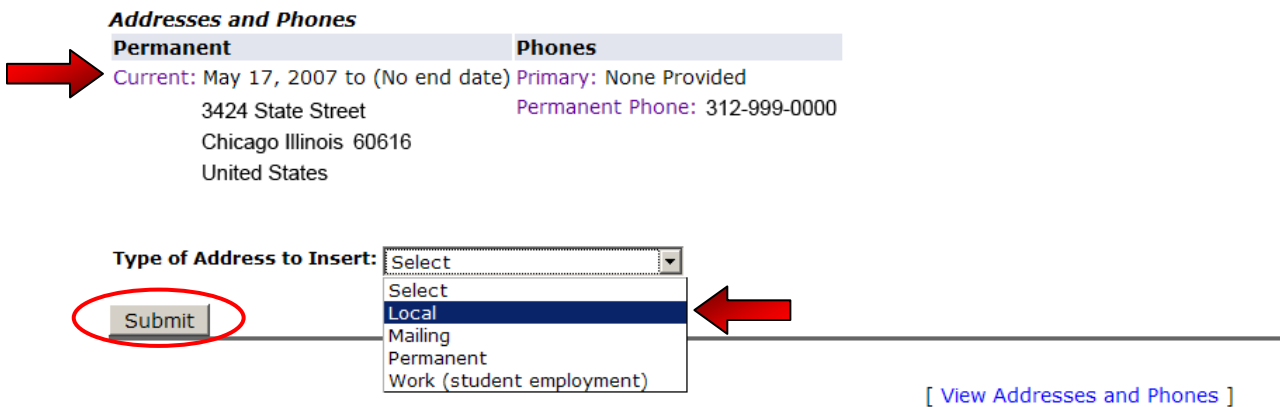 Addresses and Phones
Permanent Phones
Current: May 17, 2007 to (No end date) Primary: None Provided
3424 State Street Permanent Phone: 312-999-0000
Chicago Illinois 60616
United States
Type of Address to Insert: Select
Select
Local
Submit
Mailing
Permanent
Work (student employment)
[ View Addresses and Phones ]